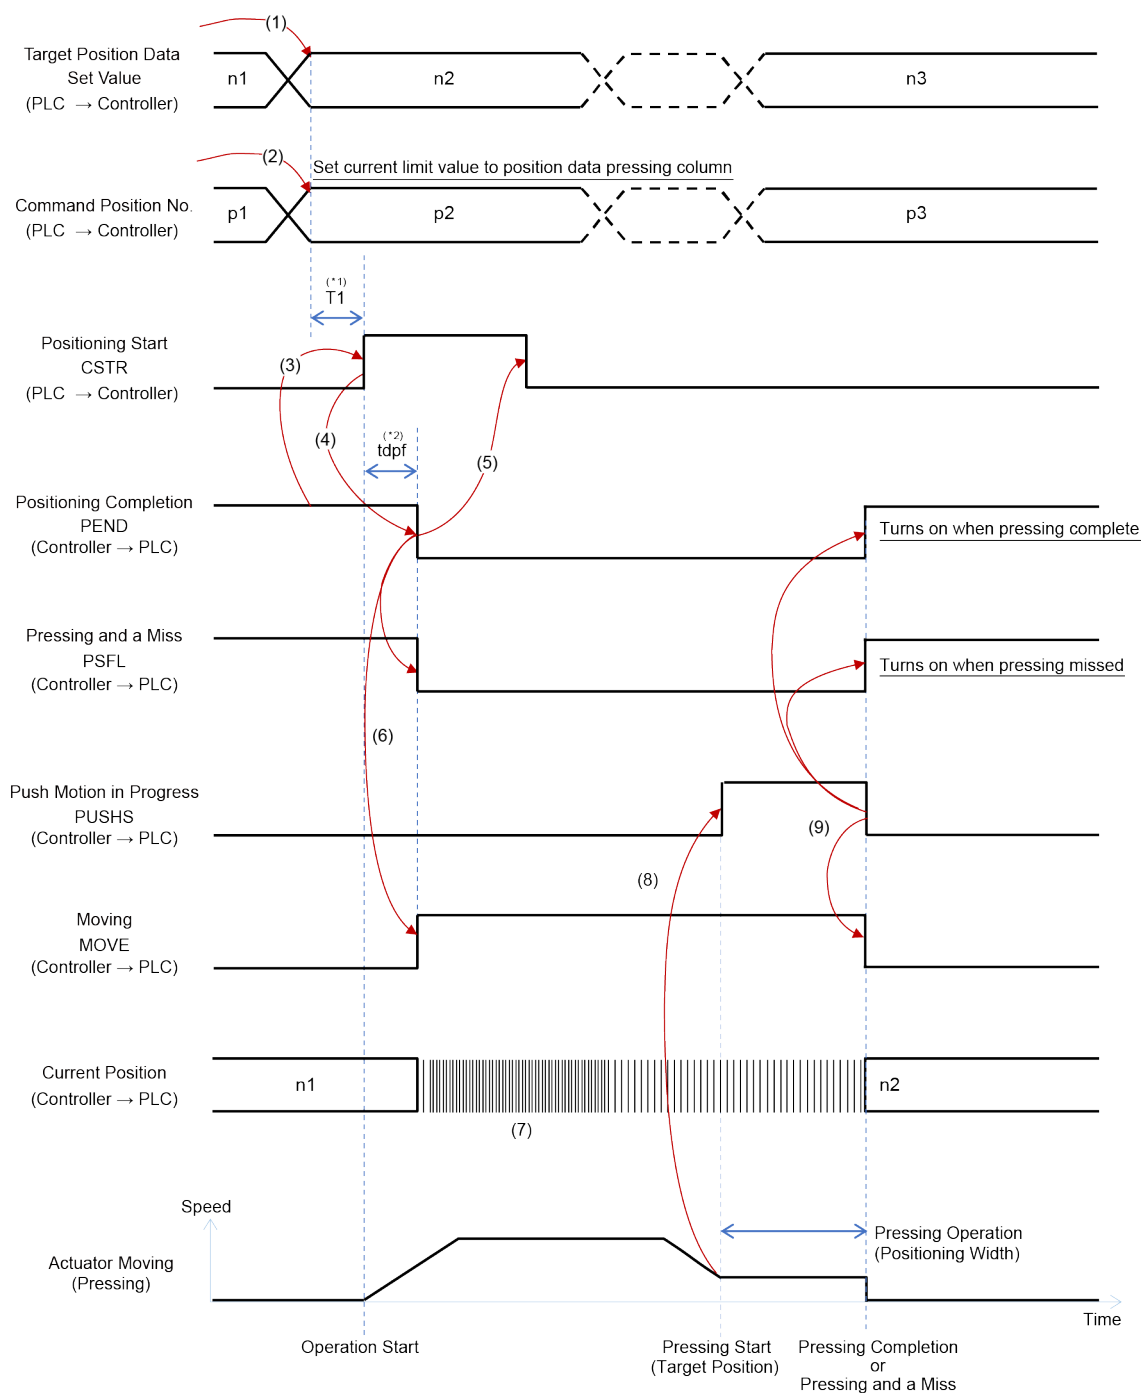 (1)
Target Position Data
Set Value
(PLC → Controller)
n1
n2
n3
(2)
Set current limit value to position data pressing column
Command Position No.
(PLC → Controller)
p1
p2
p3
(*1)
T1
Positioning Start
CSTR
(PLC → Controller)
(3)
(4)
(*2)
tdpf
(5)
Positioning Completion
PEND
(Controller → PLC)
Turns on when pressing complete
Pressing and a Miss
PSFL
(Controller → PLC)
Turns on when pressing missed
(6)
Push Motion in Progress
PUSHS
(Controller → PLC)
(9)
(8)
Moving
MOVE
(Controller → PLC)
Current Position
(Controller → PLC)
n1
n2
(7)
Speed
Actuator Moving
(Pressing)
Pressing Operation
(Positioning Width)
Time
Operation Start
Pressing Start
(Target Position)
Pressing Completion
or
Pressing and a Miss